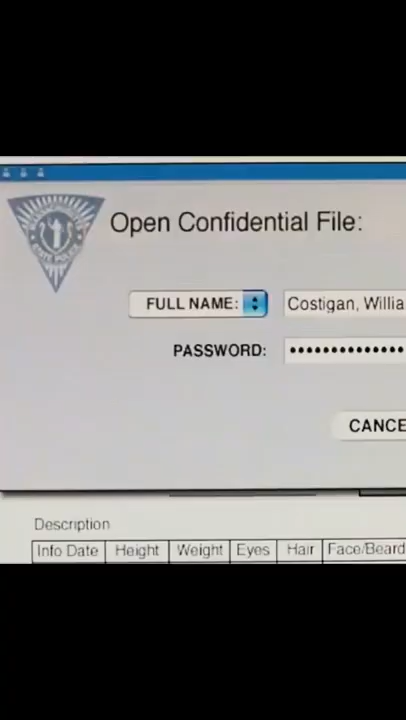 Open Confidential File:
FULL NAME:
Costigan, Willia
PASSWORD:
••••••••••••••
CANCE
Description
Info Date
Height
Weight
Eyes
Hair
Face/Beard